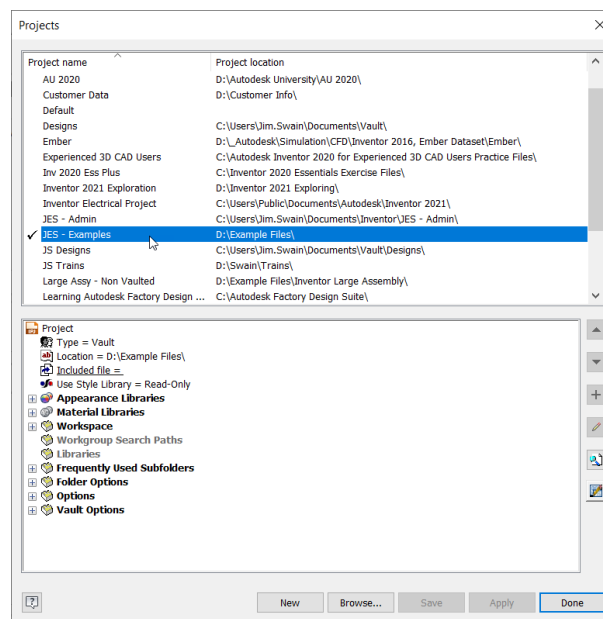 Projects
Project name Project location
AU 2020 D:\Autodesk University\AU 2020\
Customer Data D:\Customer Info\
Default
Designs C:\Users\Jim.Swain\Documents\Vault\
Ember D:\_Autodesk\Simulation\CFD\Inventor 2016, Ember Dataset\Ember\
Experienced 3D CAD Users C:\Autodesk Inventor 2020 for Experienced 3D CAD Users Practice Files\
Inv 2020 Ess Plus C:\Inventor 2020 Essentials Exercise Files\
Inventor 2021 Exploration D:\Inventor 2021 Exploring\
Inventor Electrical Project C:\Users\Public\Documents\Autodesk\Inventor 2021\
JES - Admin C:\Users\Jim.Swain\Documents\Inventor\JES - Admin\
JES - Examples D:\Example Files\
JS Designs C:\Users\Jim.Swain\Documents\Vault\Designs\
JS Trains D:\Swain\Trains\
Large Assy - Non Vaulted D:\Example Files\Inventor Large Assembly\
Learning Autodesk Factory Design ... C:\Autodesk Factory Design Suite\
Project
Type = Vault
Location = D:\Example Files\
Included file =
Use Style Library = Read-Only
Appearance Libraries
Material Libraries
Workspace
Workgroup Search Paths
Libraries
Frequently Used Subfolders
Folder Options
Options
Vault Options
New Browse... Save Apply Done